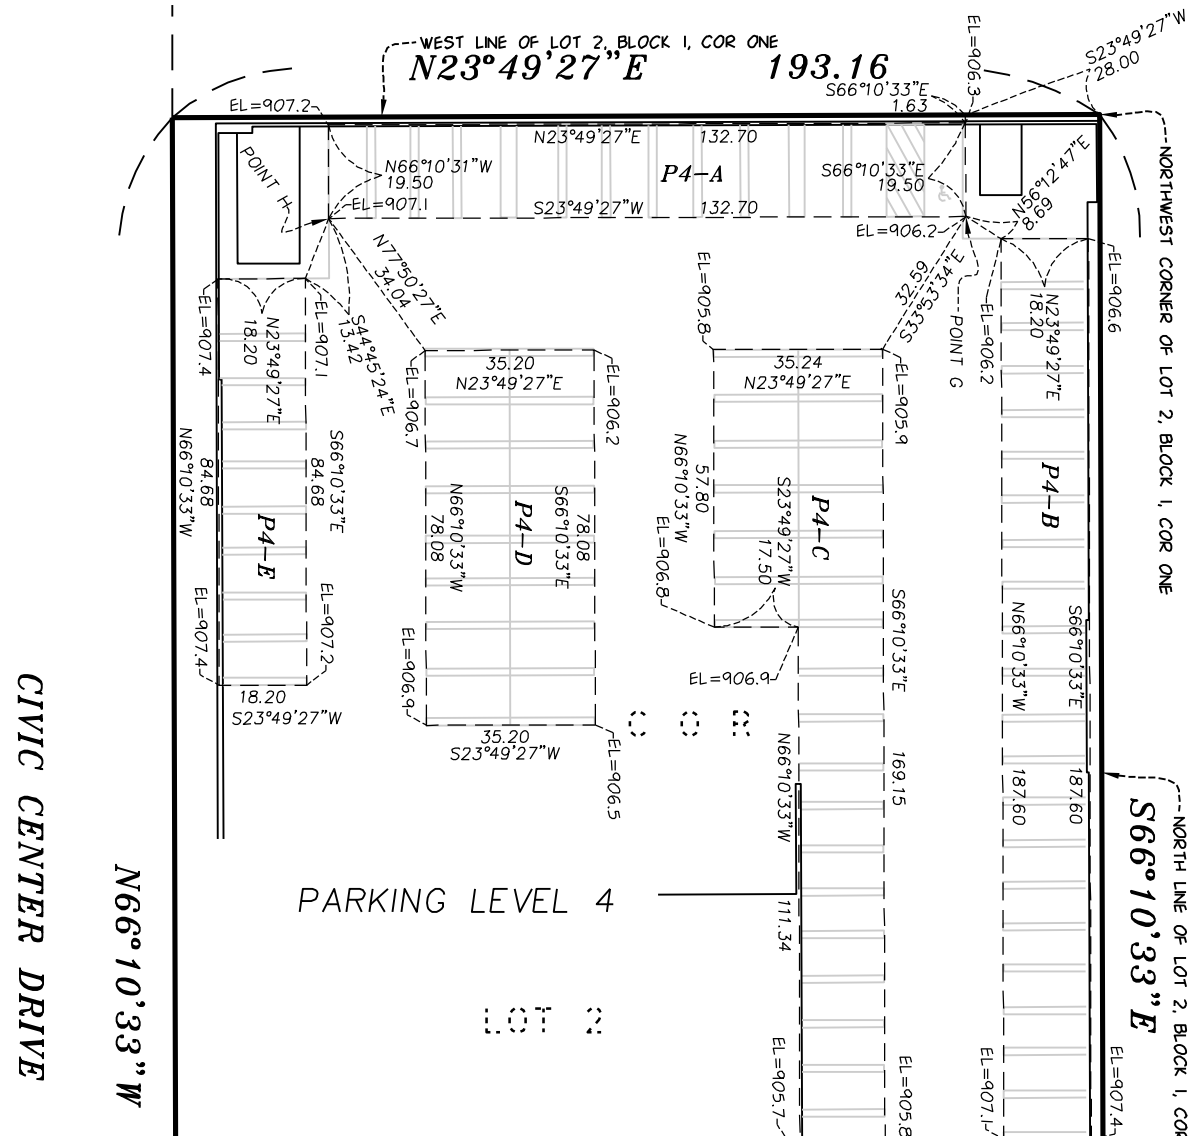 WEST LINE OF LOT 2, BLOCK 1, COR ONE
N23°49'27"E 193.16
EL=907.2
S66°10'33"E
1.63
EL=906.3
S23°49'27"W
28.00
N23°49'27"E 132.70
P4-A
N66°10'31"W
19.50
EL=907.1
S23°49'27"W 132.70
S66°10'33"E
19.50
EL=906.2
N56°12'47"E
8.69
POINT H
POINT G
NORTHWEST CORNER OF LOT 2, BLOCK 1, COR ONE
EL=907.4
N23°49'27"E
18.20
EL=907.1
S44°45'24"E
13.42
N77°50'27"E
34.04
EL=906.7
35.20
N23°49'27"E
EL=906.2
EL=905.8
35.24
N23°49'27"E
EL=905.9
32.59
S33°53'34"E
EL=906.2
N23°49'27"E
18.20
EL=906.6
N66°10'33"W
84.68
S66°10'33"E
84.68
P4-E
EL=907.4
EL=907.2
18.20
S23°49'27"W
N66°10'33"W
78.08
P4-D
S66°10'33"E
78.08
EL=906.9
35.20
S23°49'27"W
EL=906.5
N66°10'33"W
57.80
EL=906.8
S23°49'27"W
17.50
P4-C
EL=906.9
S66°10'33"E
169.15
N66°10'33"W
111.34
P4-B
N66°10'33"W
187.60
S66°10'33"E
187.60
COR
PARKING LEVEL 4
LOT 2
EL=905.7
EL=905.8
EL=907.1
EL=907.4
CIVIC CENTER DRIVE
N66°10'33"W
S66°10'33"E
NORTH LINE OF LOT 2, BLOCK 1, COR